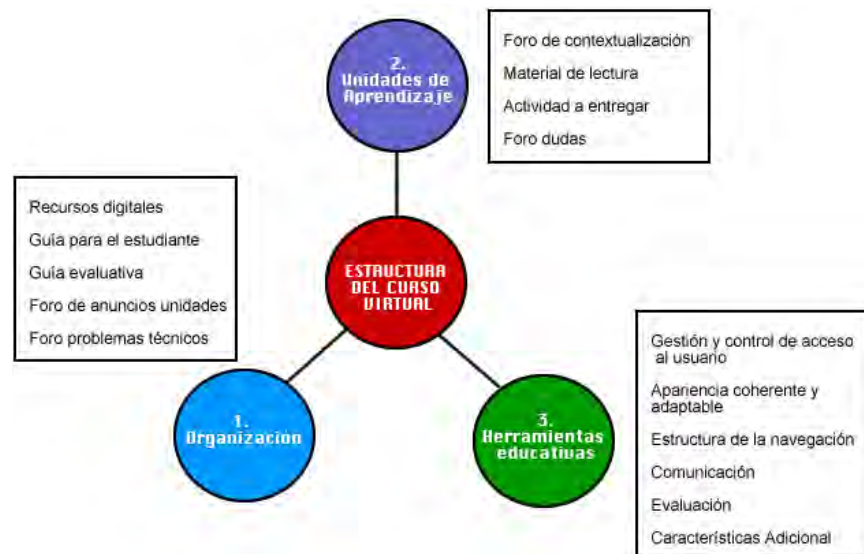 2.
Unidades de
Aprendizaje
Foro de contextualización
Material de lectura
Actividad a entregar
Foro dudas
Recursos digitales
Guía para el estudiante
Guía evaluativa
Foro de anuncios unidades
Foro problemas técnicos
ESTRUCTURA
DEL CURSO
VIRTUAL
1.
Organización
3.
Herramientas
educativas
Gestión y control de acceso
al usuario
Apariencia coherente y
adaptable
Estructura de la navegación
Comunicación
Evaluación
Características Adicional